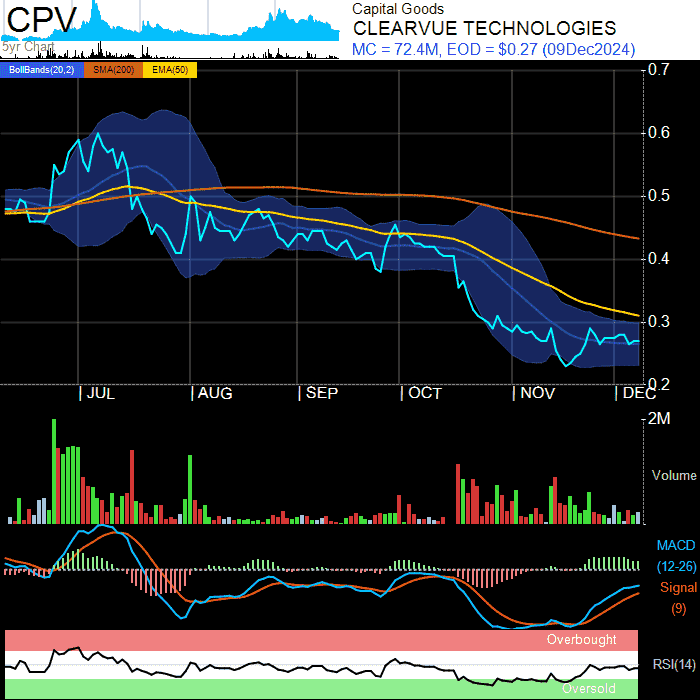 CPV
5yr Chart
Capital Goods
CLEARVUE TECHNOLOGIES
MC = 72.4M, EOD = $0.27 (09Dec2024)
BollBands(20,2) SMA(200) EMA(50)
0.7
0.6
0.5
0.4
0.3
0.2
JUL AUG SEP OCT NOV DEC
2M
Volume
MACD
(12-26)
Signal
(9)
Overbought
RSI(14)
Oversold